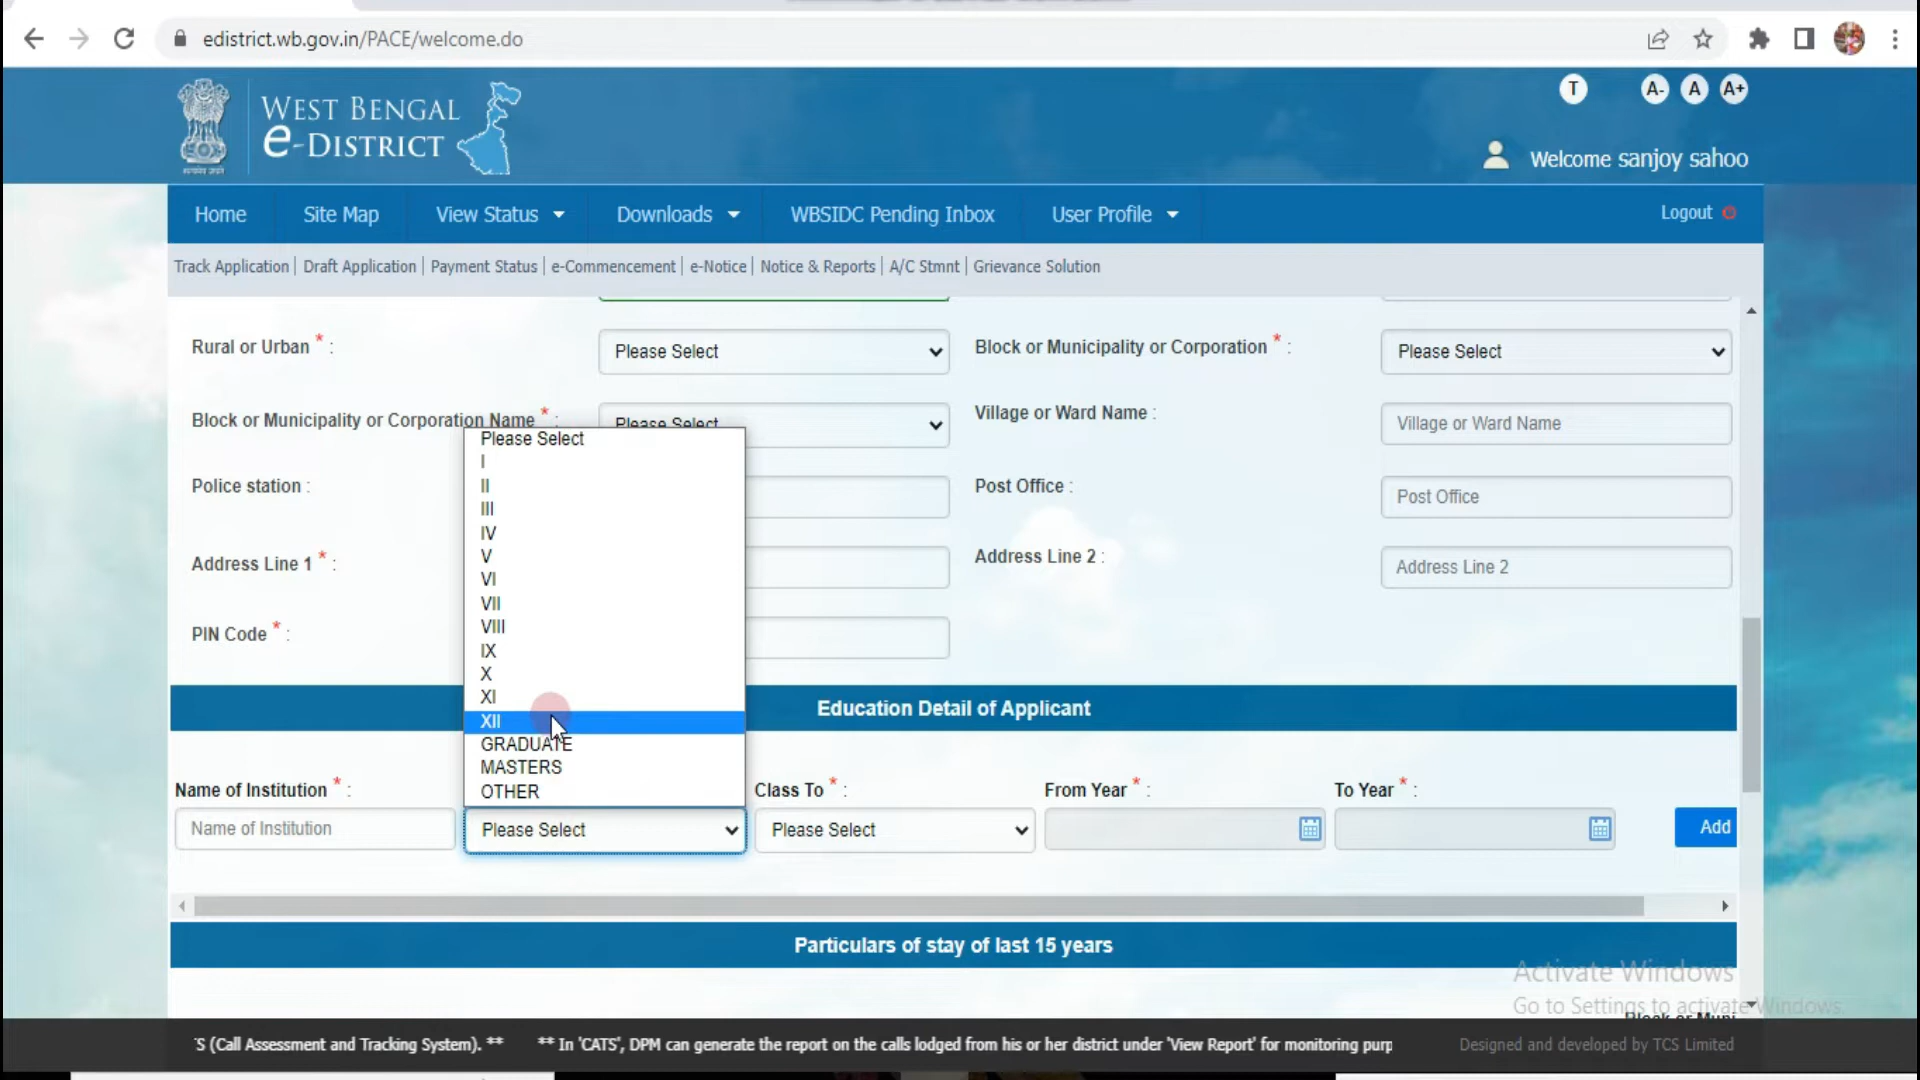 edistrict.wb.gov.in/PACE/welcome.do
T A- A A+
WEST BENGAL
e-DISTRICT
Welcome sanjoy sahoo
Home Site Map View Status Downloads WBSIDC Pending Inbox User Profile Logout
Track Application| Draft Application| Payment Status| e-Commencement| e-Notice| Notice & Reports| A/C Stmnt| Grievance Solution
Rural or Urban * : Please Select Block or Municipality or Corporation * : Please Select
Block or Municipality or Corporation Name * : Please Select Village or Ward Name : Village or Ward Name
Please Select
I
II
III
IV
V
VI
VII
VIII
IX
X
XI
XII
GRADUATE
MASTERS
OTHER
Police station : Post Office : Post Office
Address Line 1 * : Address Line 2 : Address Line 2
PIN Code * :
Education Detail of Applicant
Name of Institution * : Class To * : From Year * : To Year * :
Name of Institution Please Select Please Select Add
Particulars of stay of last 15 years
Activate Windows
Go to Settings to activate Windows.
'S (Call Assessment and Tracking System). ** ** In 'CATS', DPM can generate the report on the calls lodged from his or her district under 'View Report' for monitoring purp
Designed and developed by TCS Limited